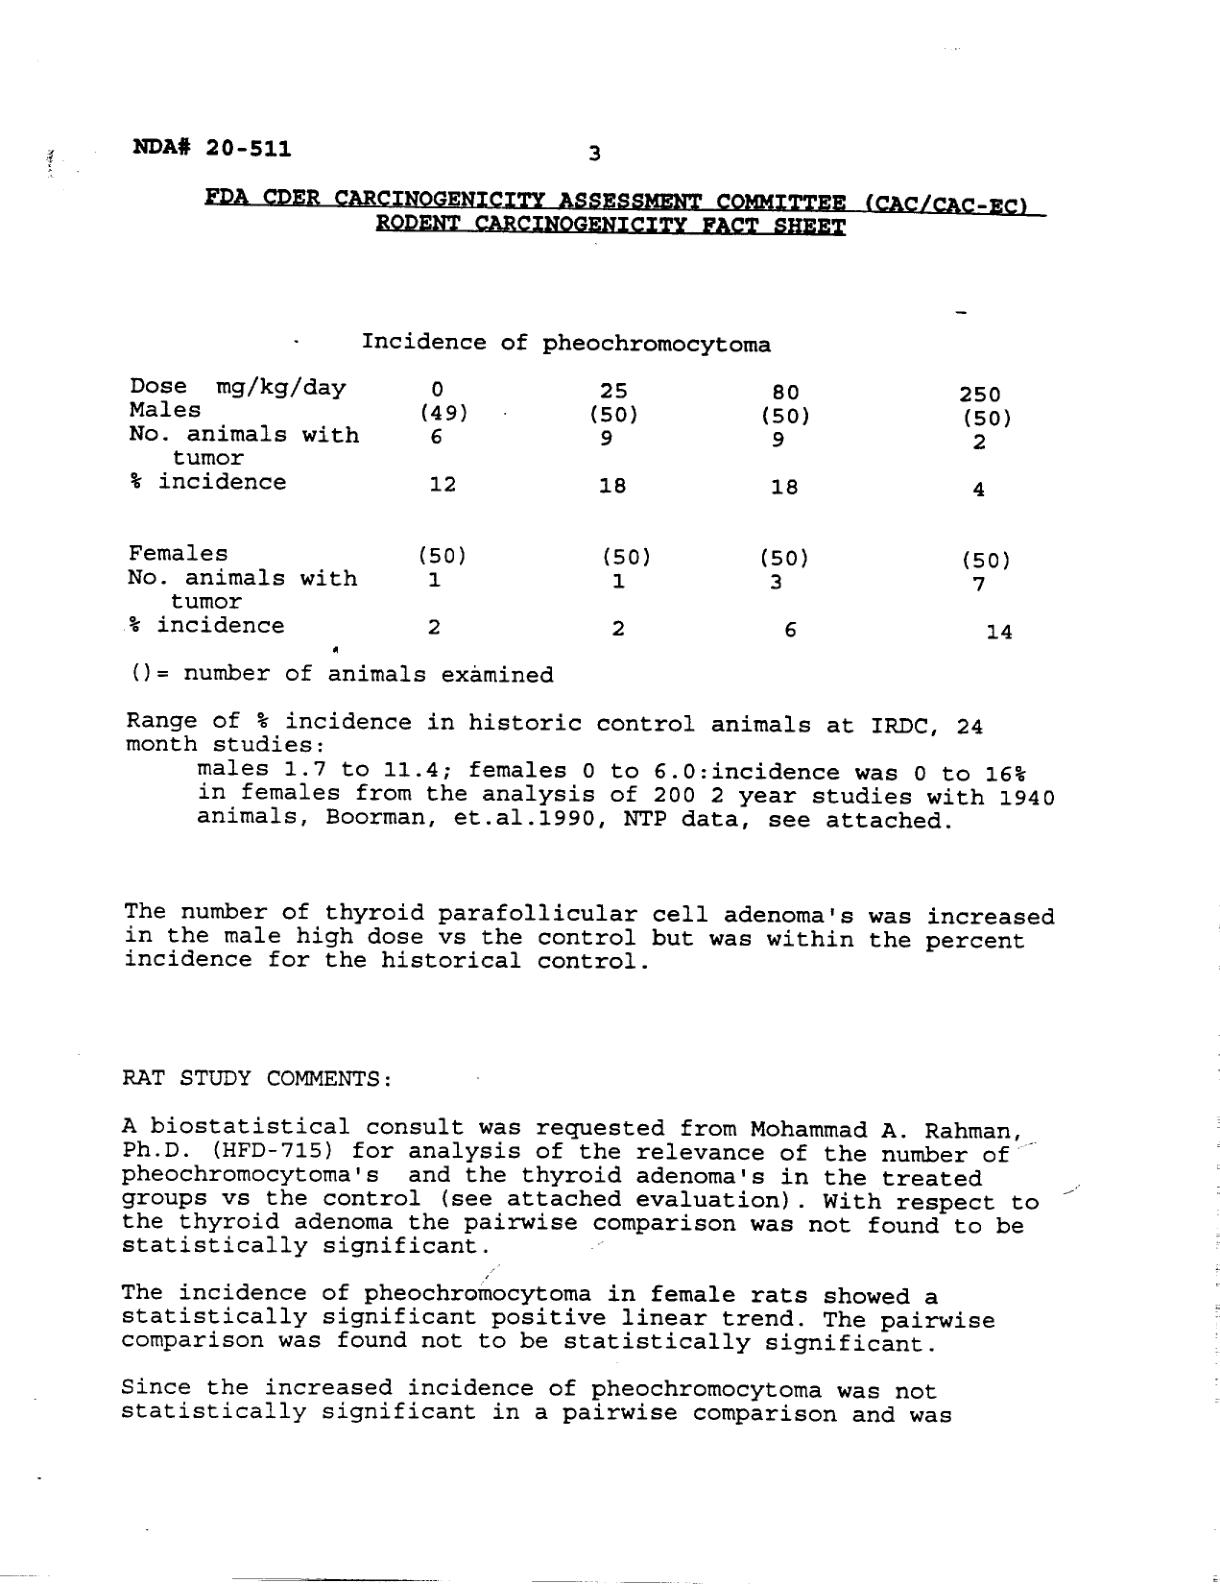 NDA# 20-511
3
FDA CDER CARCINOGENICITY ASSESSMENT COMMITTEE (CAC/CAC-EC)
RODENT CARCINOGENICITY FACT SHEET
Incidence of pheochromocytoma
Dose mg/kg/day 0 25 80 250
Males (49) (50) (50) (50)
No. animals with 6 9 9 2
tumor
% incidence 12 18 18 4
Females (50) (50) (50) (50)
No. animals with 1 1 3 7
tumor
% incidence 2 2 6 14
()= number of animals examined
Range of % incidence in historic control animals at IRDC, 24
month studies:
males 1.7 to 11.4; females 0 to 6.0:incidence was 0 to 16%
in females from the analysis of 200 2 year studies with 1940
animals, Boorman, et.al.1990, NTP data, see attached.
The number of thyroid parafollicular cell adenoma's was increased
in the male high dose vs the control but was within the percent
incidence for the historical control.
RAT STUDY COMMENTS:
A biostatistical consult was requested from Mohammad A. Rahman,
Ph.D. (HFD-715) for analysis of the relevance of the number of
pheochromocytoma's and the thyroid adenoma's in the treated
groups vs the control (see attached evaluation). With respect to
the thyroid adenoma the pairwise comparison was not found to be
statistically significant.
The incidence of pheochromocytoma in female rats showed a
statistically significant positive linear trend. The pairwise
comparison was found not to be statistically significant.
Since the increased incidence of pheochromocytoma was not
statistically significant in a pairwise comparison and was